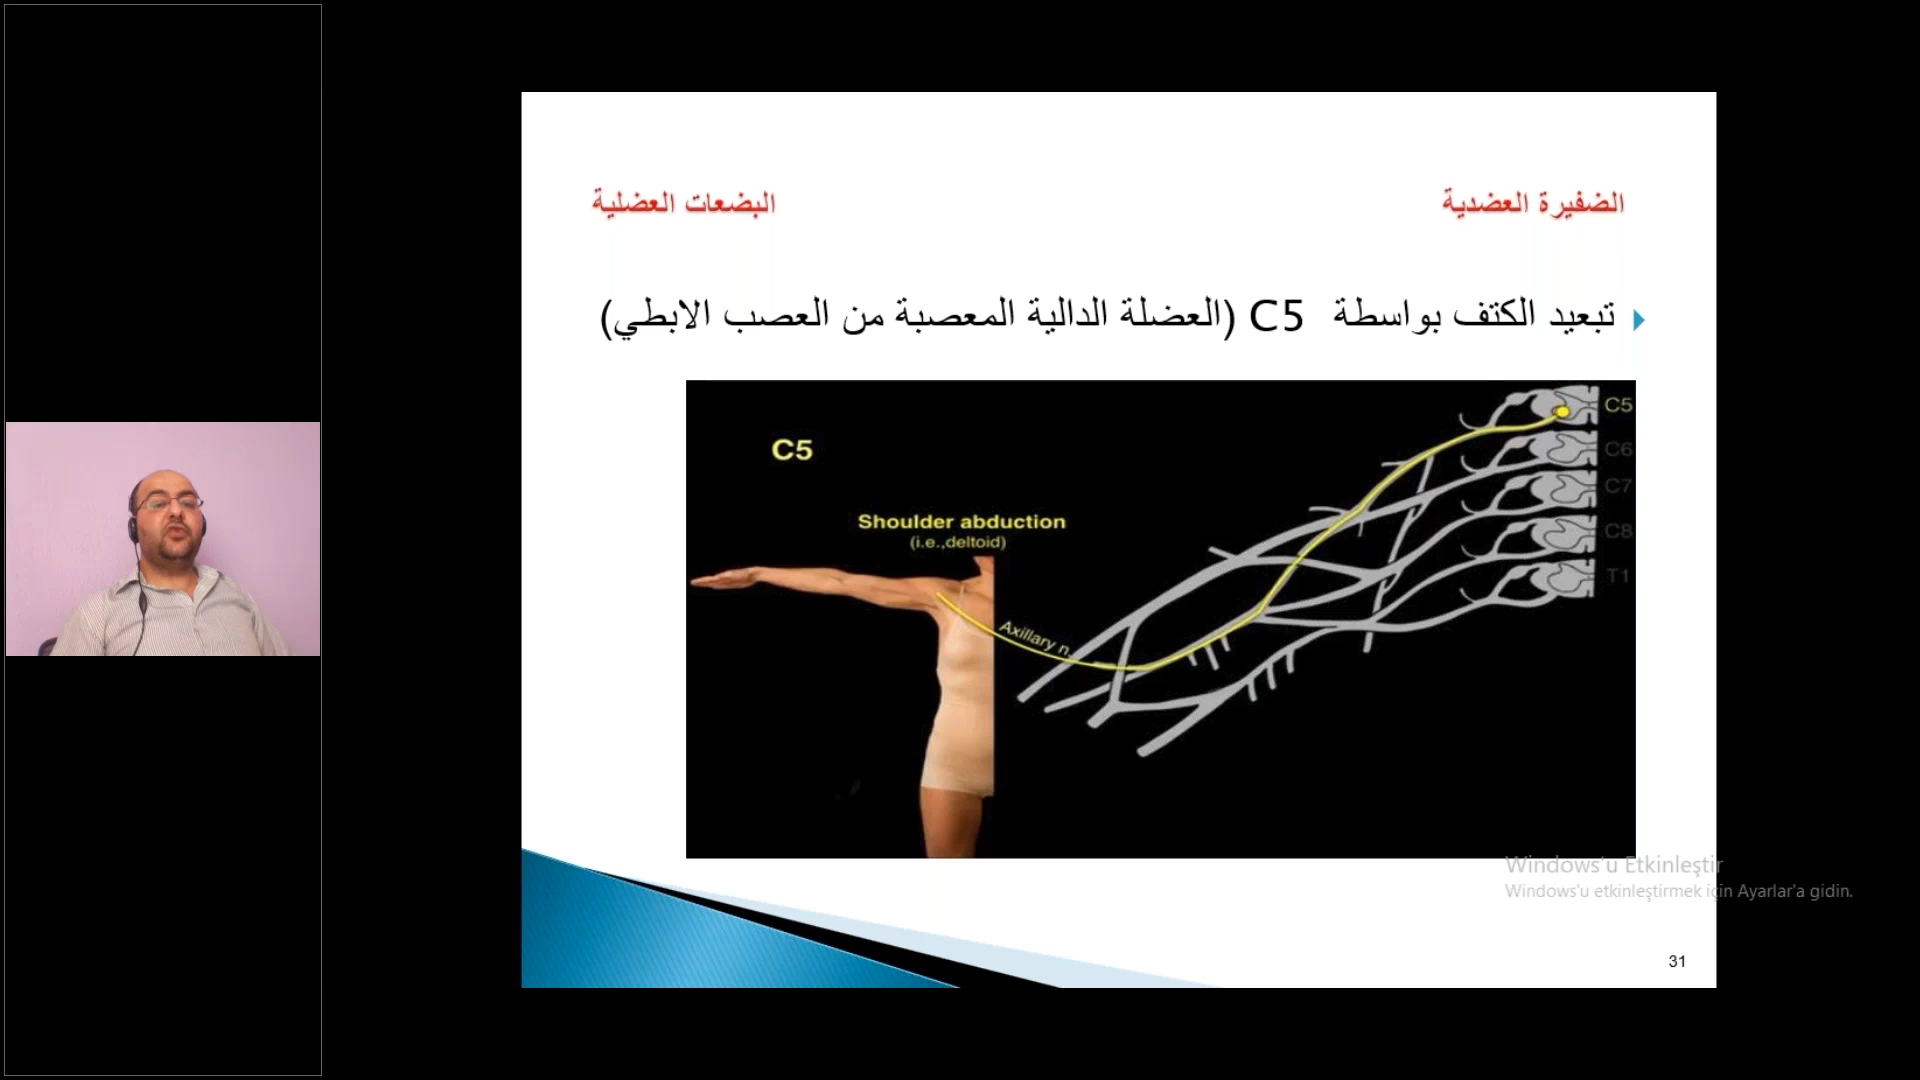 الضفيرة العضدية
البضعات العضلية
تبعيد الكتف بواسطة C5 (العضلة الدالية المعصبة من العصب الابطي)
C5
Shoulder abduction
(i.e.,deltoid)
Axillary n.
C5
C6
C7
C8
T1
Windows'u Etkinleştir
Windows'u etkinleştirmek için Ayarlar'a gidin.
31